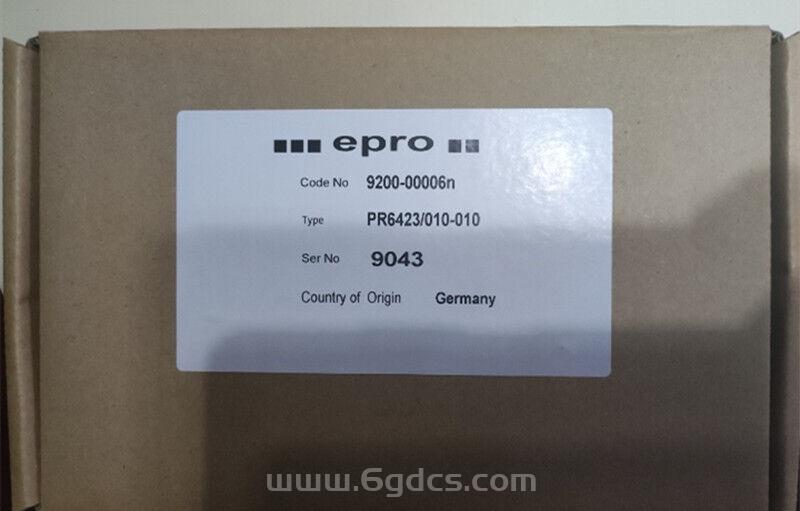 epro
Code No 9200-00006n
Type PR6423/010-010
Ser No 9043
Country of Origin Germany
www.6gdcs.com